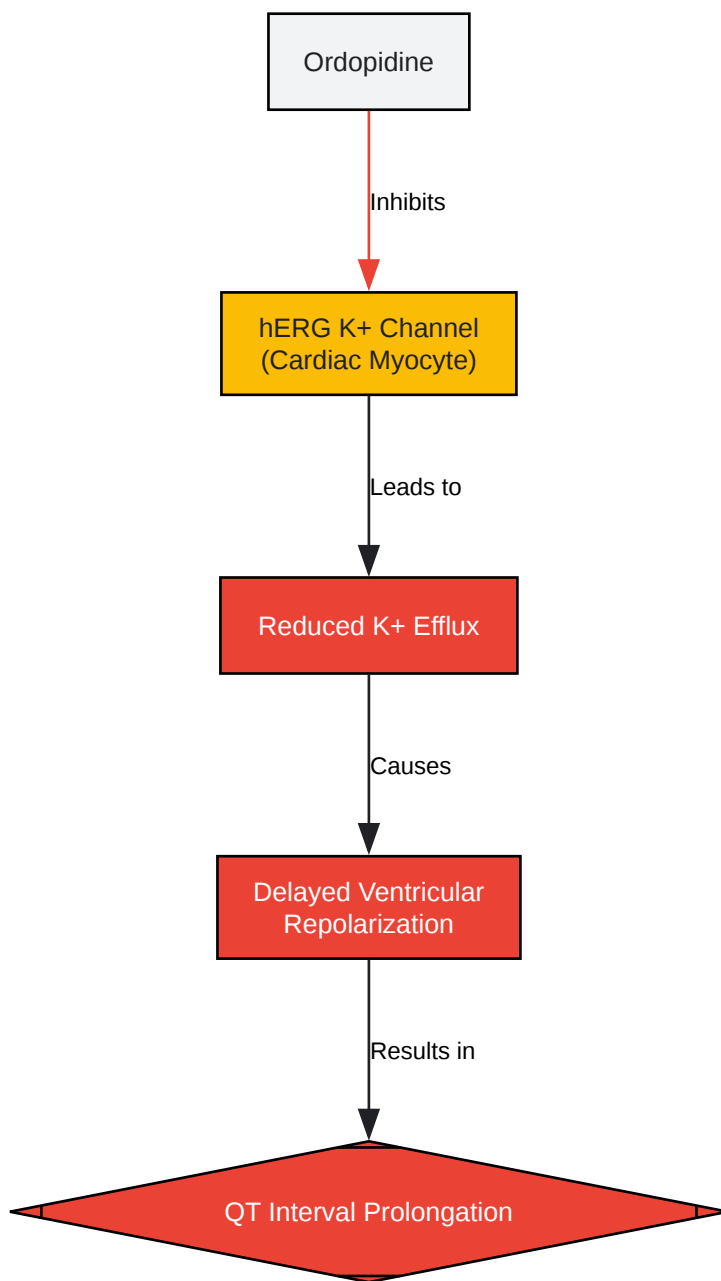 Ordopidine
Inhibits
hERG K+ Channel
(Cardiac Myocyte)
Leads to
Reduced K+ Efflux
Causes
Delayed Ventricular
Repolarization
Results in
QT Interval Prolongation